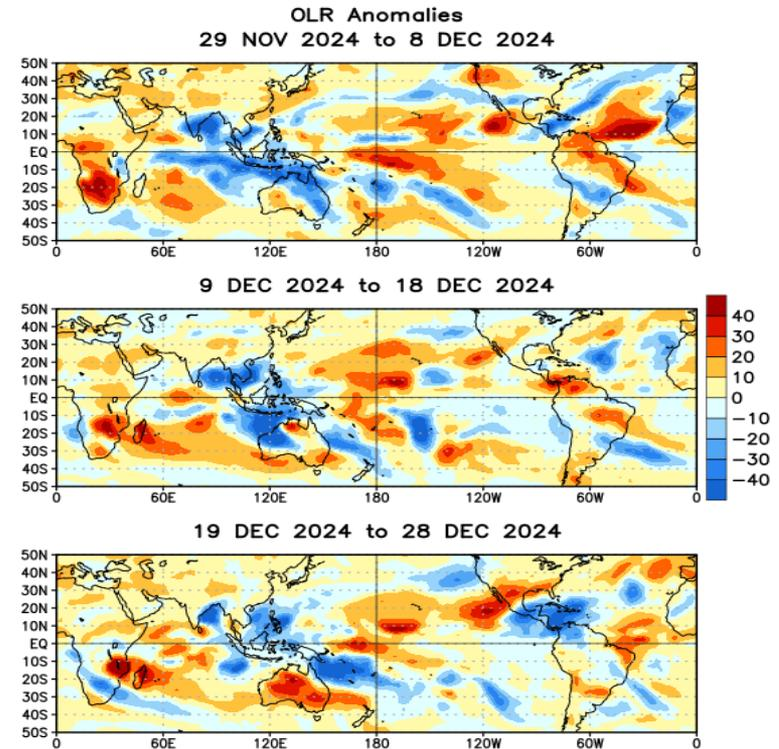 OLR Anomalies
29 NOV 2024 to 8 DEC 2024
50N
40N
30N
20N
10N
EQ
10S
20S
30S
40S
50S
0 60E 120E 180 120W 60W 0
9 DEC 2024 to 18 DEC 2024
50N
40N
30N
20N
10N
EQ
10S
20S
30S
40S
50S
0 60E 120E 180 120W 60W 0
40
30
20
10
0
−10
−20
−30
−40
19 DEC 2024 to 28 DEC 2024
50N
40N
30N
20N
10N
EQ
10S
20S
30S
40S
50S
0 60E 120E 180 120W 60W 0